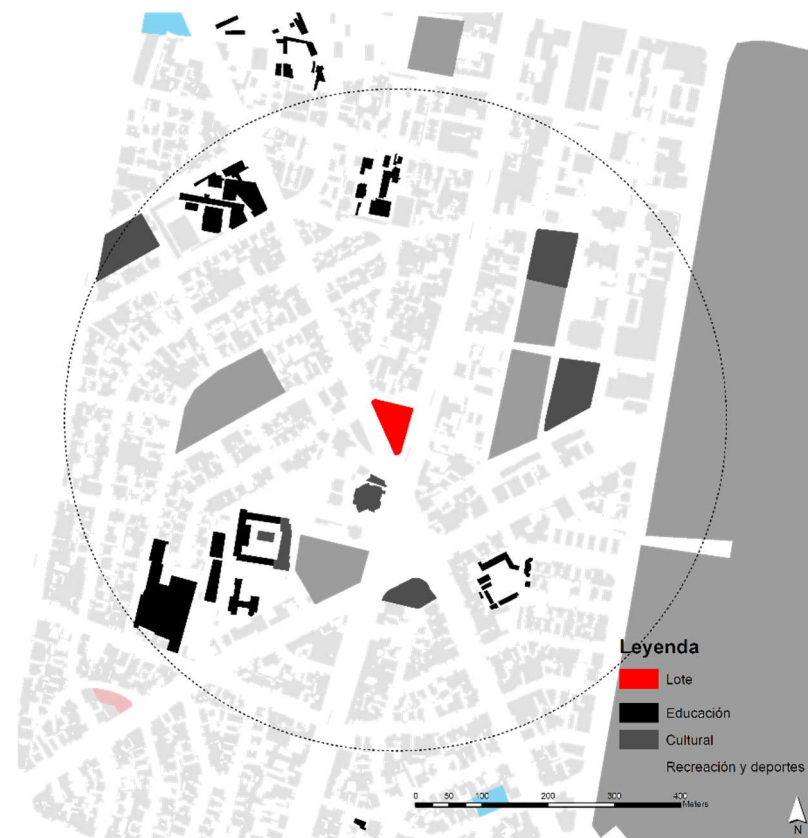 Leyenda
Lote
Educación
Cultural
Recreación y deportes
0 50 100 200 300 400
Meters
N